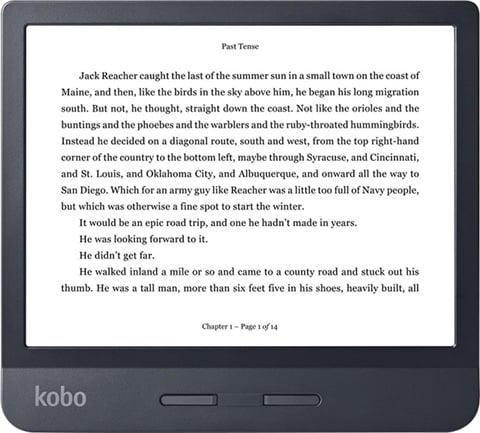 Past Tense
Jack Reacher caught the last of the summer sun in a small town on the coast of
Maine, and then, like the birds in the sky above him, he began his long migration
south. But not, he thought, straight down the coast. Not like the orioles and the
buntings and the phoebes and the warblers and the ruby-throated hummingbirds.
Instead he decided on a diagonal route, south and west, from the top right-hand
corner of the country to the bottom left, maybe through Syracuse, and Cincinnati,
and St. Louis, and Oklahoma City, and Albuquerque, and onward all the way to
San Diego. Which for an army guy like Reacher was a little too full of Navy people,
but which was otherwise a fine spot to start the winter.
It would be an epic road trip, and one he hadn't made in years.
He was looking forward to it.
He didn't get far.
He walked inland a mile or so and came to a county road and stuck out his
thumb. He was a tall man, more than six feet five in his shoes, heavily built, all
Chapter 1 – Page 1 of 14
kobo